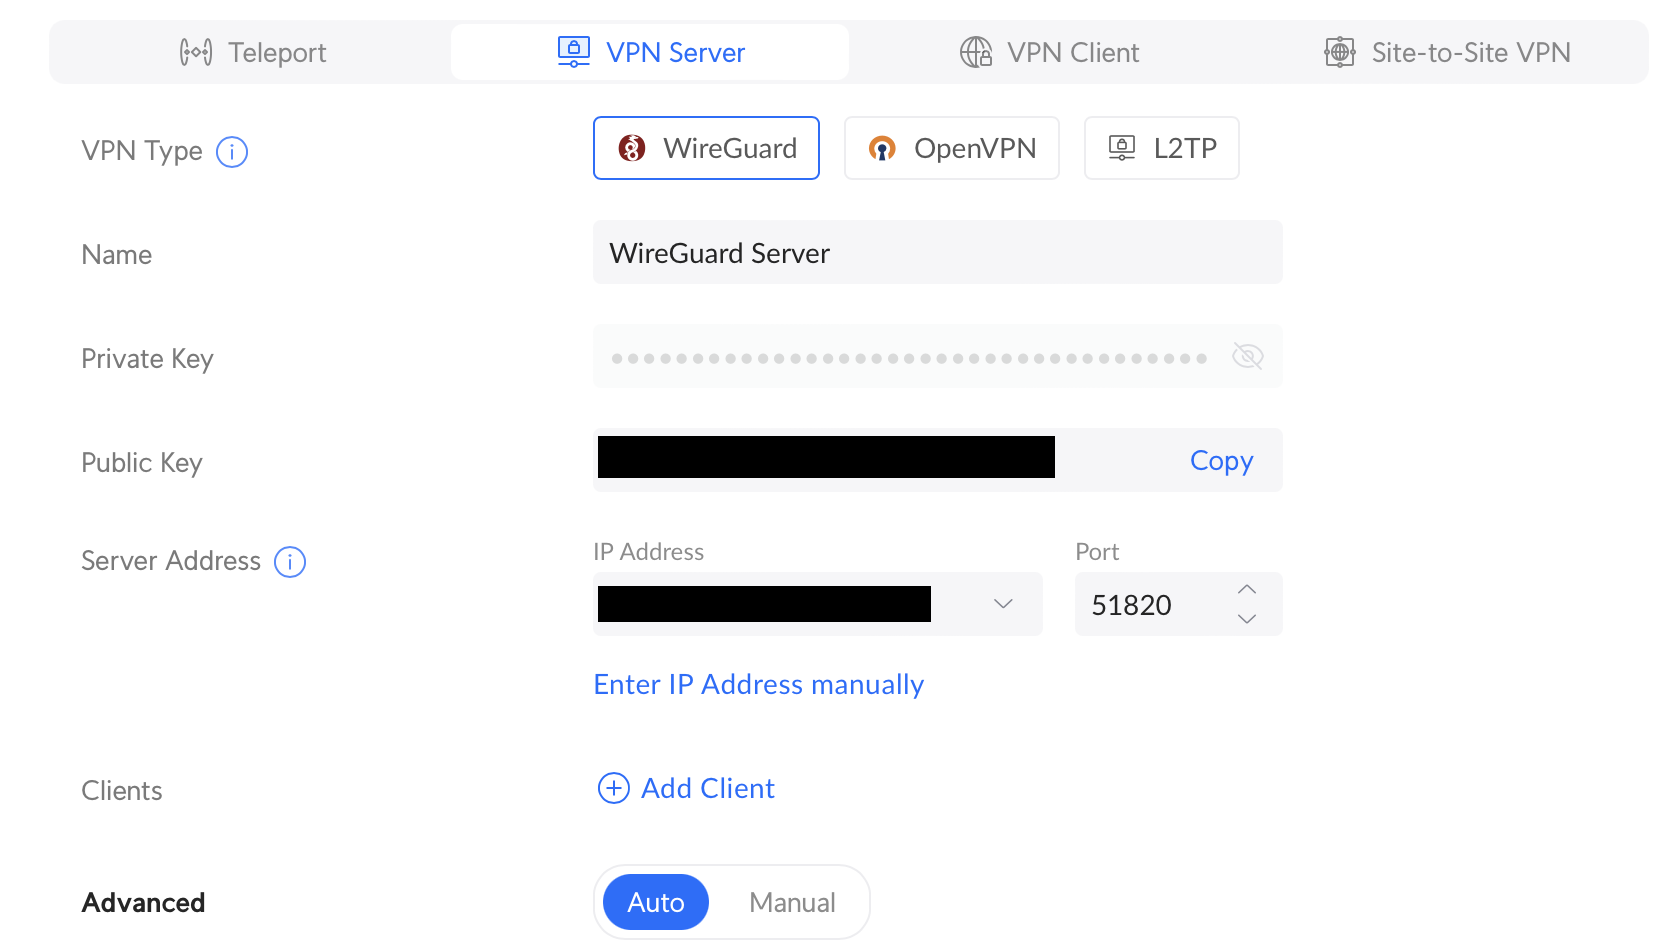 Teleport VPN Server VPN Client Site-to-Site VPN
VPN Type WireGuard OpenVPN L2TP
Name WireGuard Server
Private Key
Public Key Copy
IP Address Port
Server Address 51820
Enter IP Address manually
Clients Add Client
Advanced Auto Manual